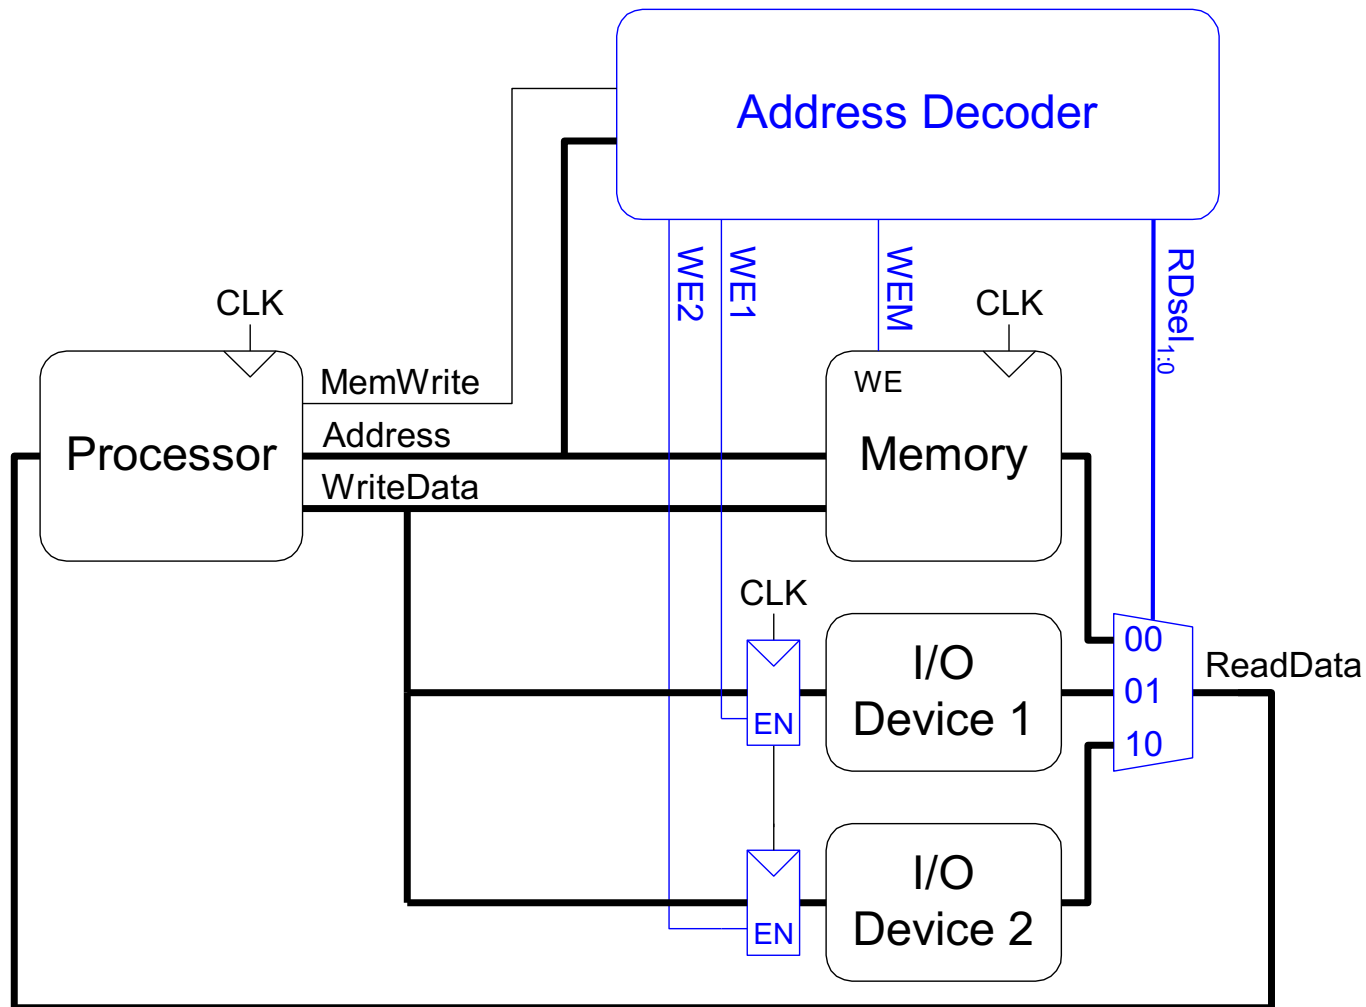 Address Decoder
WE2
WE1
WEM
RDsel1:0
CLK
CLK
MemWrite
WE
Processor
Address
Memory
WriteData
CLK
I/O
Device 1
EN
00
01
10
ReadData
I/O
Device 2
EN